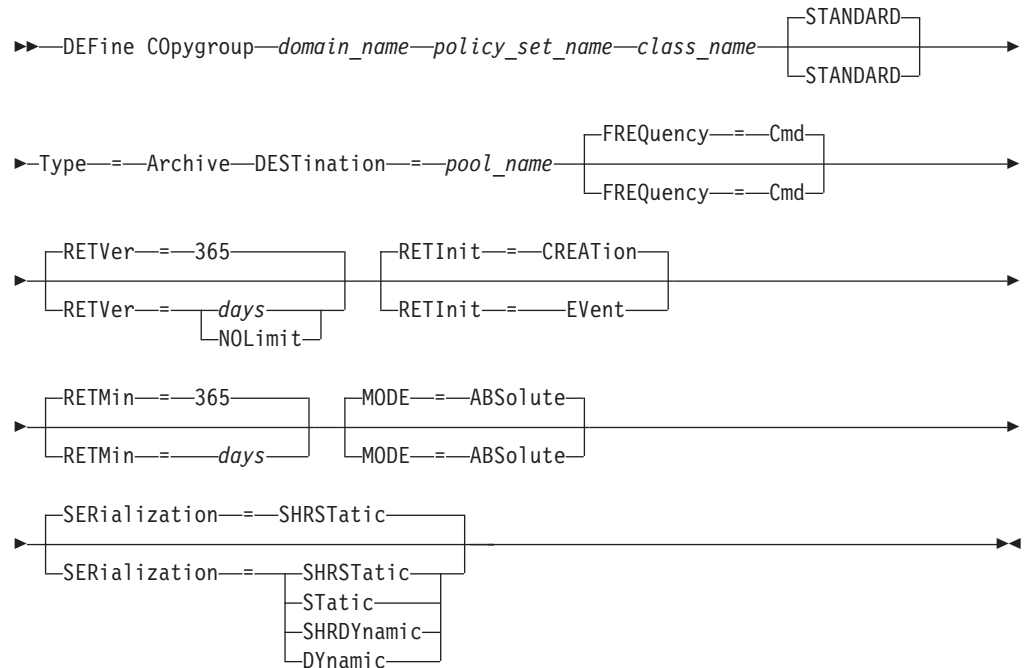 STANDARD
DEFine COpygroup domain_name policy_set_name class_name
STANDARD
FREQuency = Cmd
Type = Archive DESTination = pool_name
FREQuency = Cmd
RETVer = 365 RETInit = CREATion
RETVer = days RETInit = EVent
NOLimit
RETMin = 365 MODE = ABSolute
RETMin = days MODE = ABSolute
SERialization = SHRSTatic
SERialization = SHRSTatic
STatic
SHRDYnamic
DYnamic